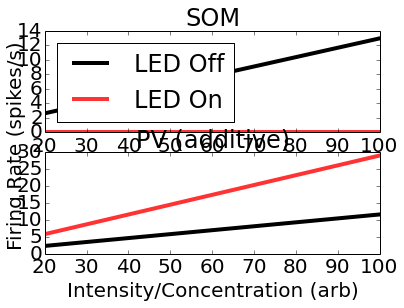 SOM
14
12
10
8
6
4
2
0
LED Off
LED On
20 30 40 50 60 70 80 90 100
PV (additive)
Firing Rate (spikes/s)
30
25
20
15
10
5
0
20 30 40 50 60 70 80 90 100
Intensity/Concentration (arb)